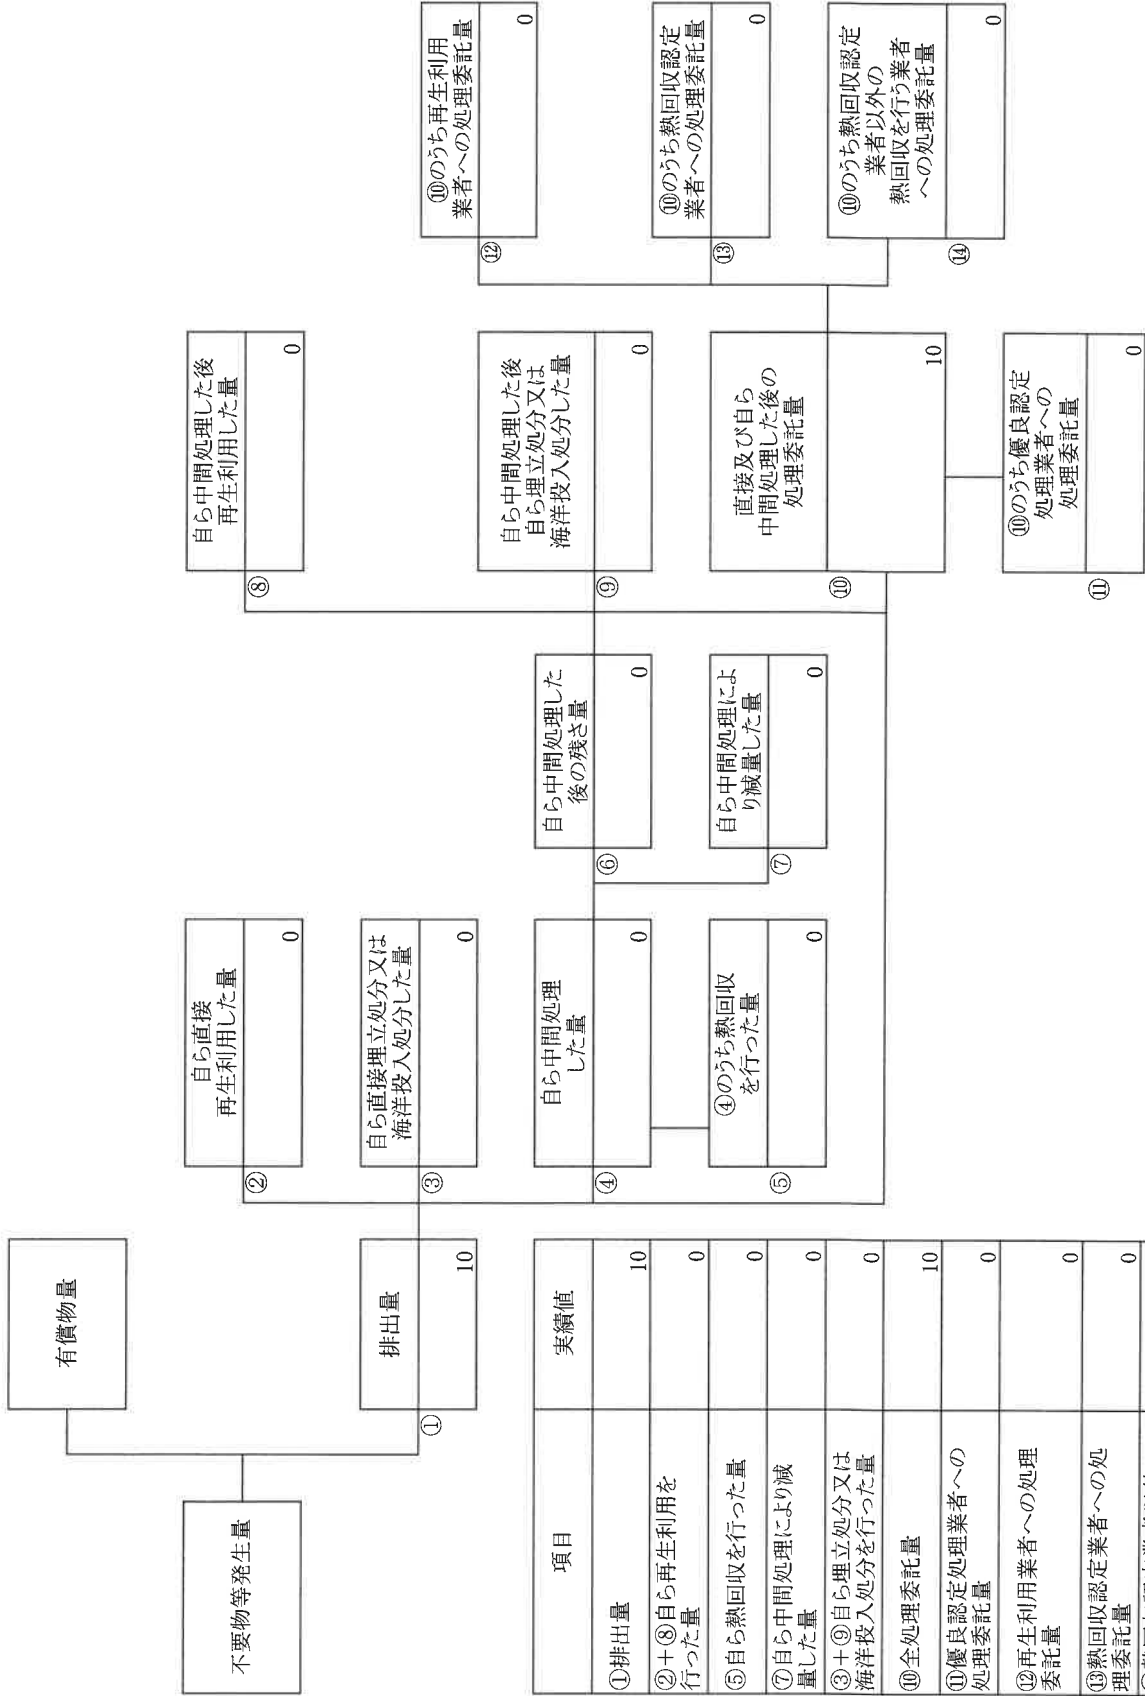 不要物等発生量
有償物量
①
排出量
10
②
自ら直接
再生利用した量
0
③
自ら直接埋立処分又は
海洋投入処分した量
0
④
自ら中間処理
した量
0
⑤
④のうち熱回収
を行った量
0
⑥
自ら中間処理した
後の残さ量
0
⑦
自ら中間処理によ
り減量した量
0
⑧
自ら中間処理した後
再生利用した量
0
⑨
自ら中間処理した後
自ら埋立処分又は
海洋投入処分した量
0
⑩
直接及び自ら
中間処理した後の
処理委託量
10
⑪
⑩のうち優良認定
処理業者への
処理委託量
0
⑫
⑩のうち再生利用
業者への処理委託量
0
⑬
⑩のうち熱回収認定
業者への処理委託量
0
⑭
⑩のうち熱回収認定
業者以外の
熱回収を行う業者
への処理委託量
0
項目
実績値
①排出量
10
②+⑧自ら再生利用を
行った量
0
⑤自ら熱回収を行った量
0
⑦自ら中間処理により減
量した量
0
③+⑨自ら埋立処分又は
海洋投入処分を行った量
0
⑩全処理委託量
10
⑪優良認定処理業者への
処理委託量
0
⑫再生利用業者への処理
委託量
0
⑬熱回収認定業者への処
理委託量
0